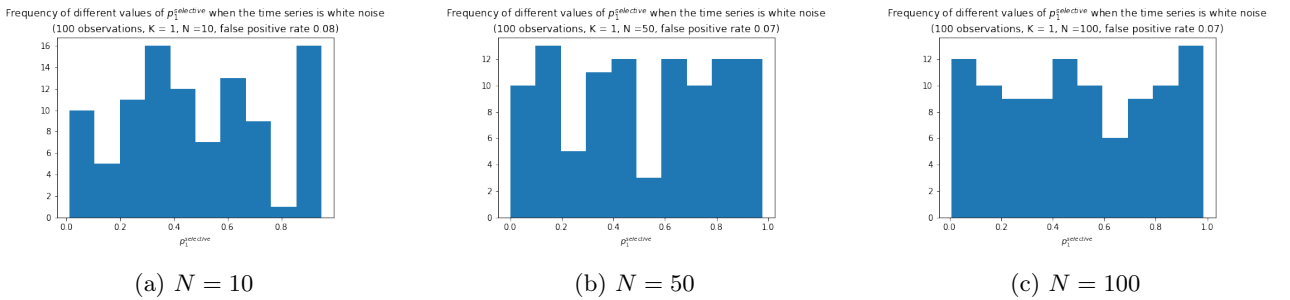 Frequency of different values of p_1^{selective} when the time series is white noise
(100 observations, K = 1, N =10, false positive rate 0.08)
16
14
12
10
8
6
4
2
0
0.0 0.2 0.4 0.6 0.8
p_1^{selective}
(a) N = 10
Frequency of different values of p_1^{selective} when the time series is white noise
(100 observations, K = 1, N =50, false positive rate 0.07)
12
10
8
6
4
2
0
0.0 0.2 0.4 0.6 0.8 1.0
p_1^{selective}
(b) N = 50
Frequency of different values of p_1^{selective} when the time series is white noise
(100 observations, K = 1, N =100, false positive rate 0.07)
12
10
8
6
4
2
0
0.0 0.2 0.4 0.6 0.8 1.0
p_1^{selective}
(c) N = 100